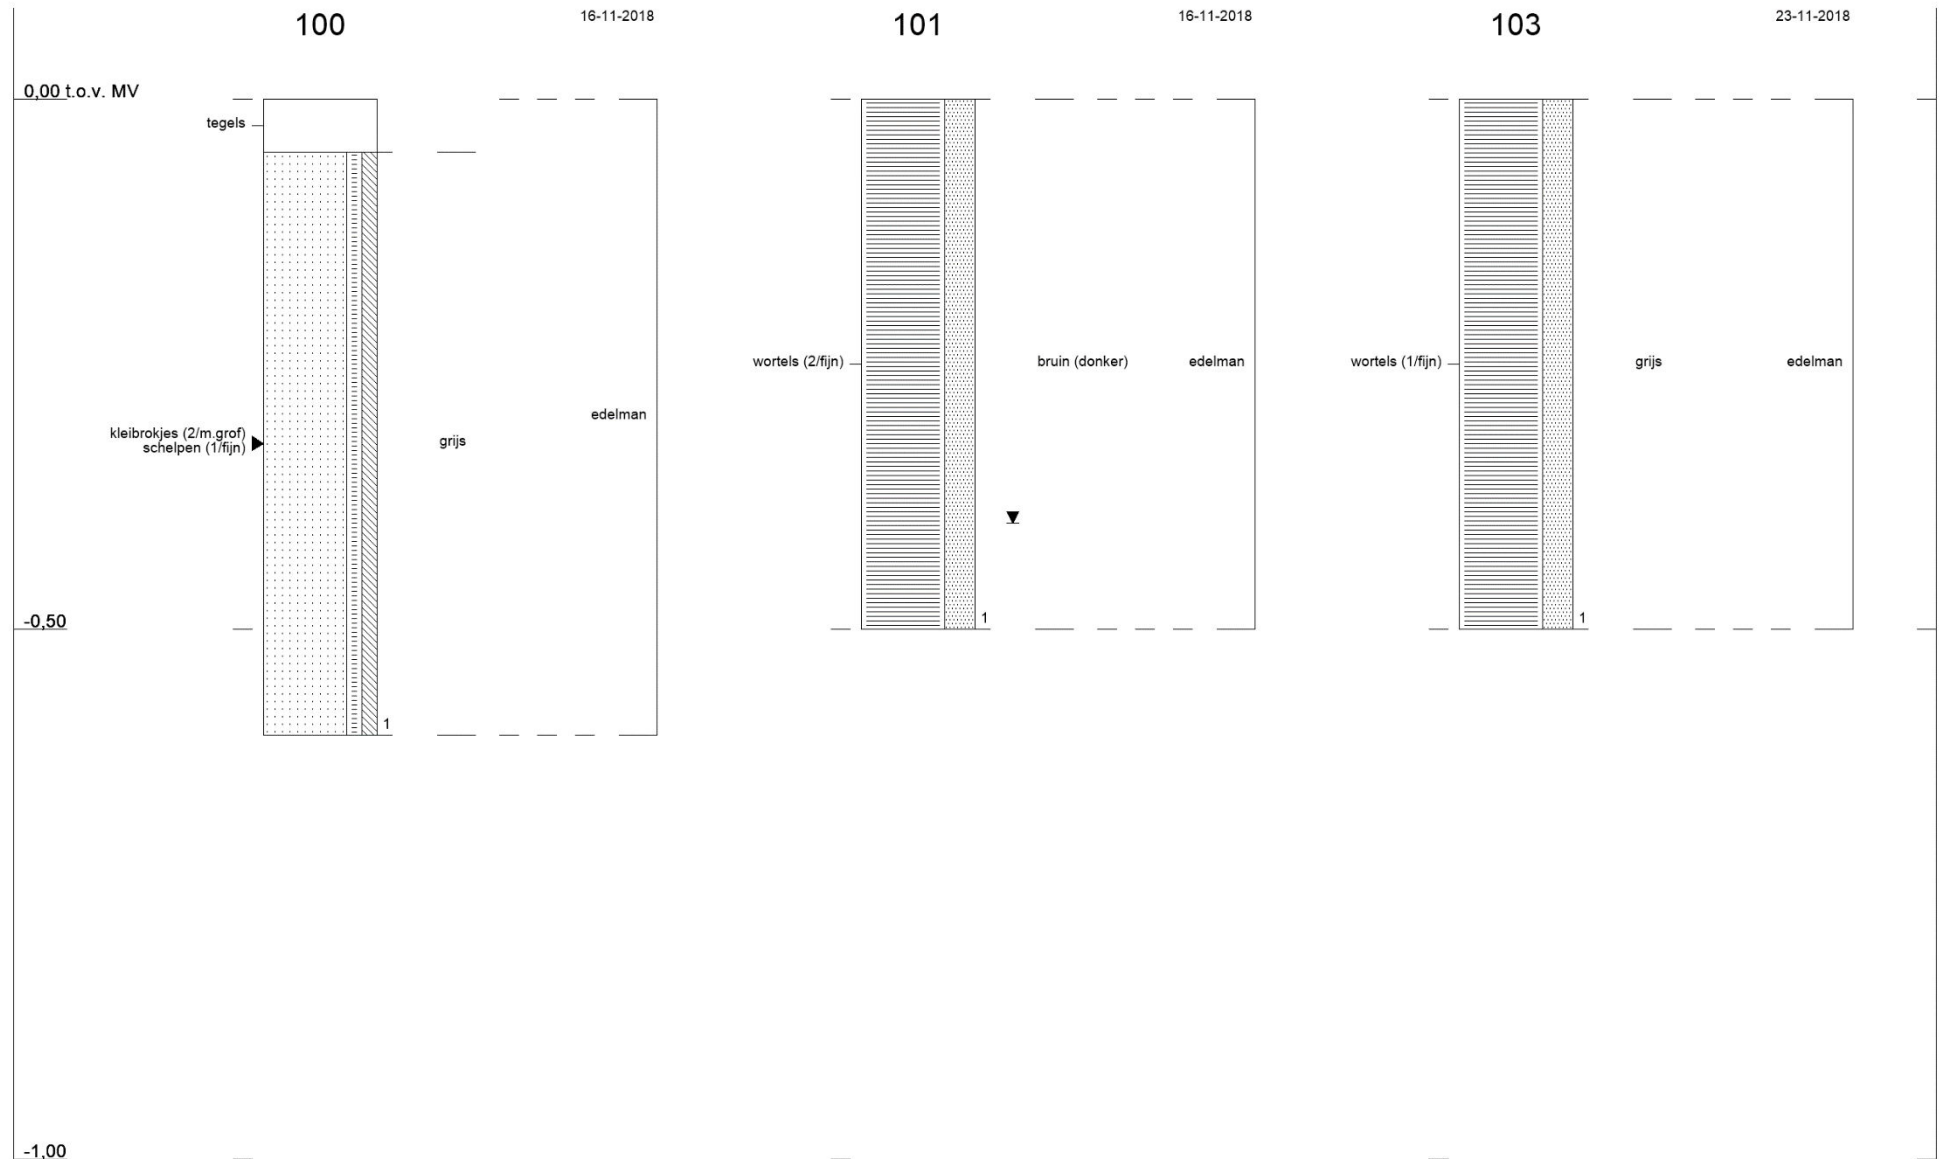 100
16-11-2018
101
16-11-2018
103
23-11-2018
0,00 t.o.v. MV
tegels
wortels (2/fijn)
bruin (donker)
edelman
wortels (1/fijn)
grijs
edelman
edelman
kleibrokjes (2/m.grof)
schelpen (1/fijn)
grijs
-0,50
1
1
1
-1,00